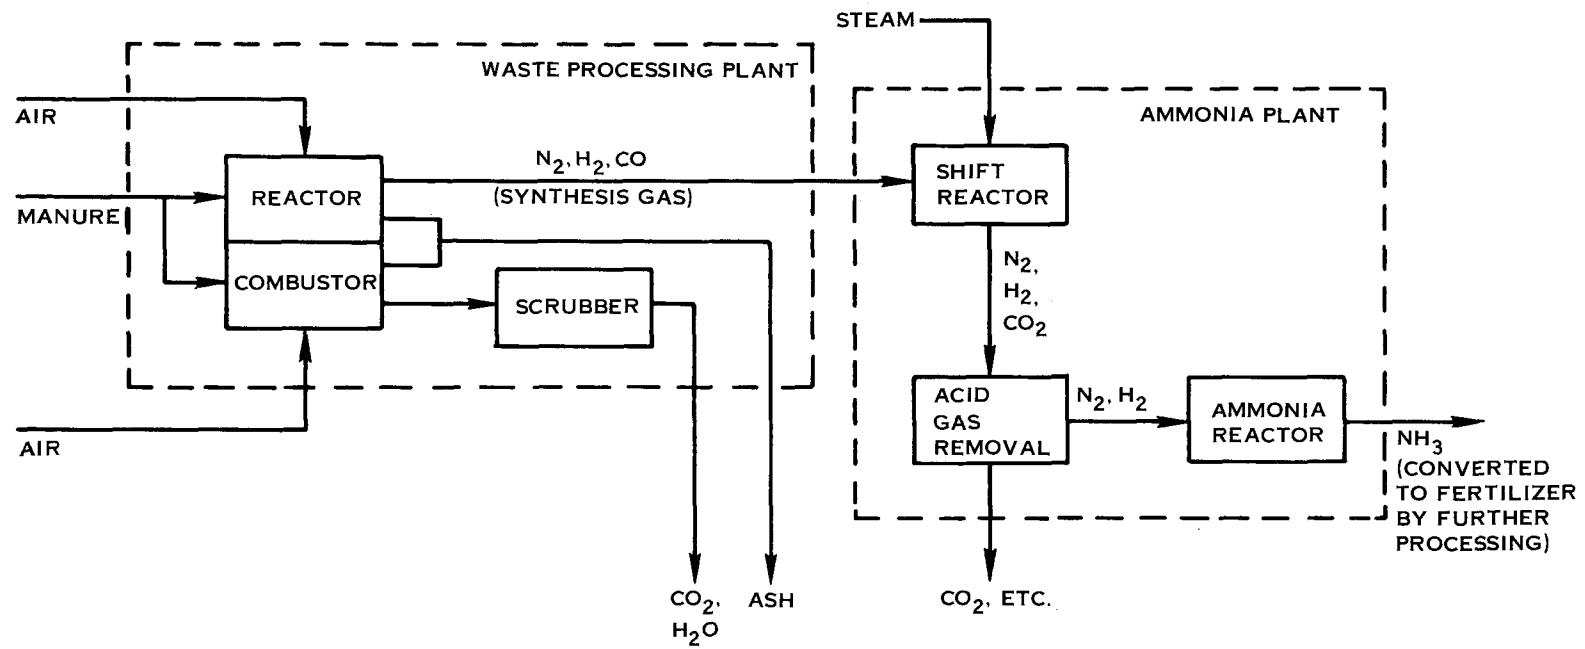 STEAM
WASTE PROCESSING PLANT
AMMONIA PLANT
AIR
N2, H2, CO
(SYNTHESIS GAS)
SHIFT
REACTOR
REACTOR
MANURE
COMBUSTOR
SCRUBBER
N2,
H2,
CO2
ACID
GAS
REMOVAL
N2, H2
AMMONIA
REACTOR
AIR
NH3
(CONVERTED
TO FERTILIZER
BY FURTHER
PROCESSING)
CO2,
H2O
ASH
CO2, ETC.